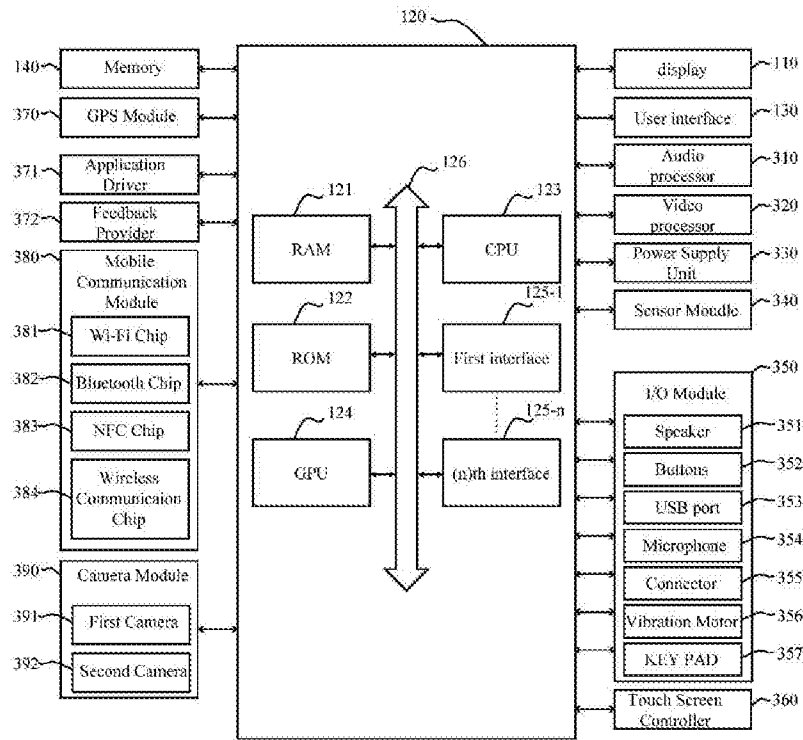 120
140
Memory
370
GPS Module
371
Application
Driver
372
Feedback
Provider
380
Mobile
Communication
Module
381
Wi-Fi Chip
382
Bluetooth Chip
383
NFC Chip
384
Wireless
Communicaion
Chip
390
Camera Module
391
First Camera
392
Second Camera
126
121
RAM
122
ROM
124
GPU
123
CPU
125-1
First interface
125-n
(n)th interface
display
110
User interface
130
Audio
processor
310
Video
processor
320
Power Supply
Unit
330
Sensor Moudle
340
350
I/O Module
Speaker
351
Buttons
352
USB port
353
Microphone
354
Connector
355
Vibration Motor
356
KEY PAD
357
Touch Screen
Controller
360